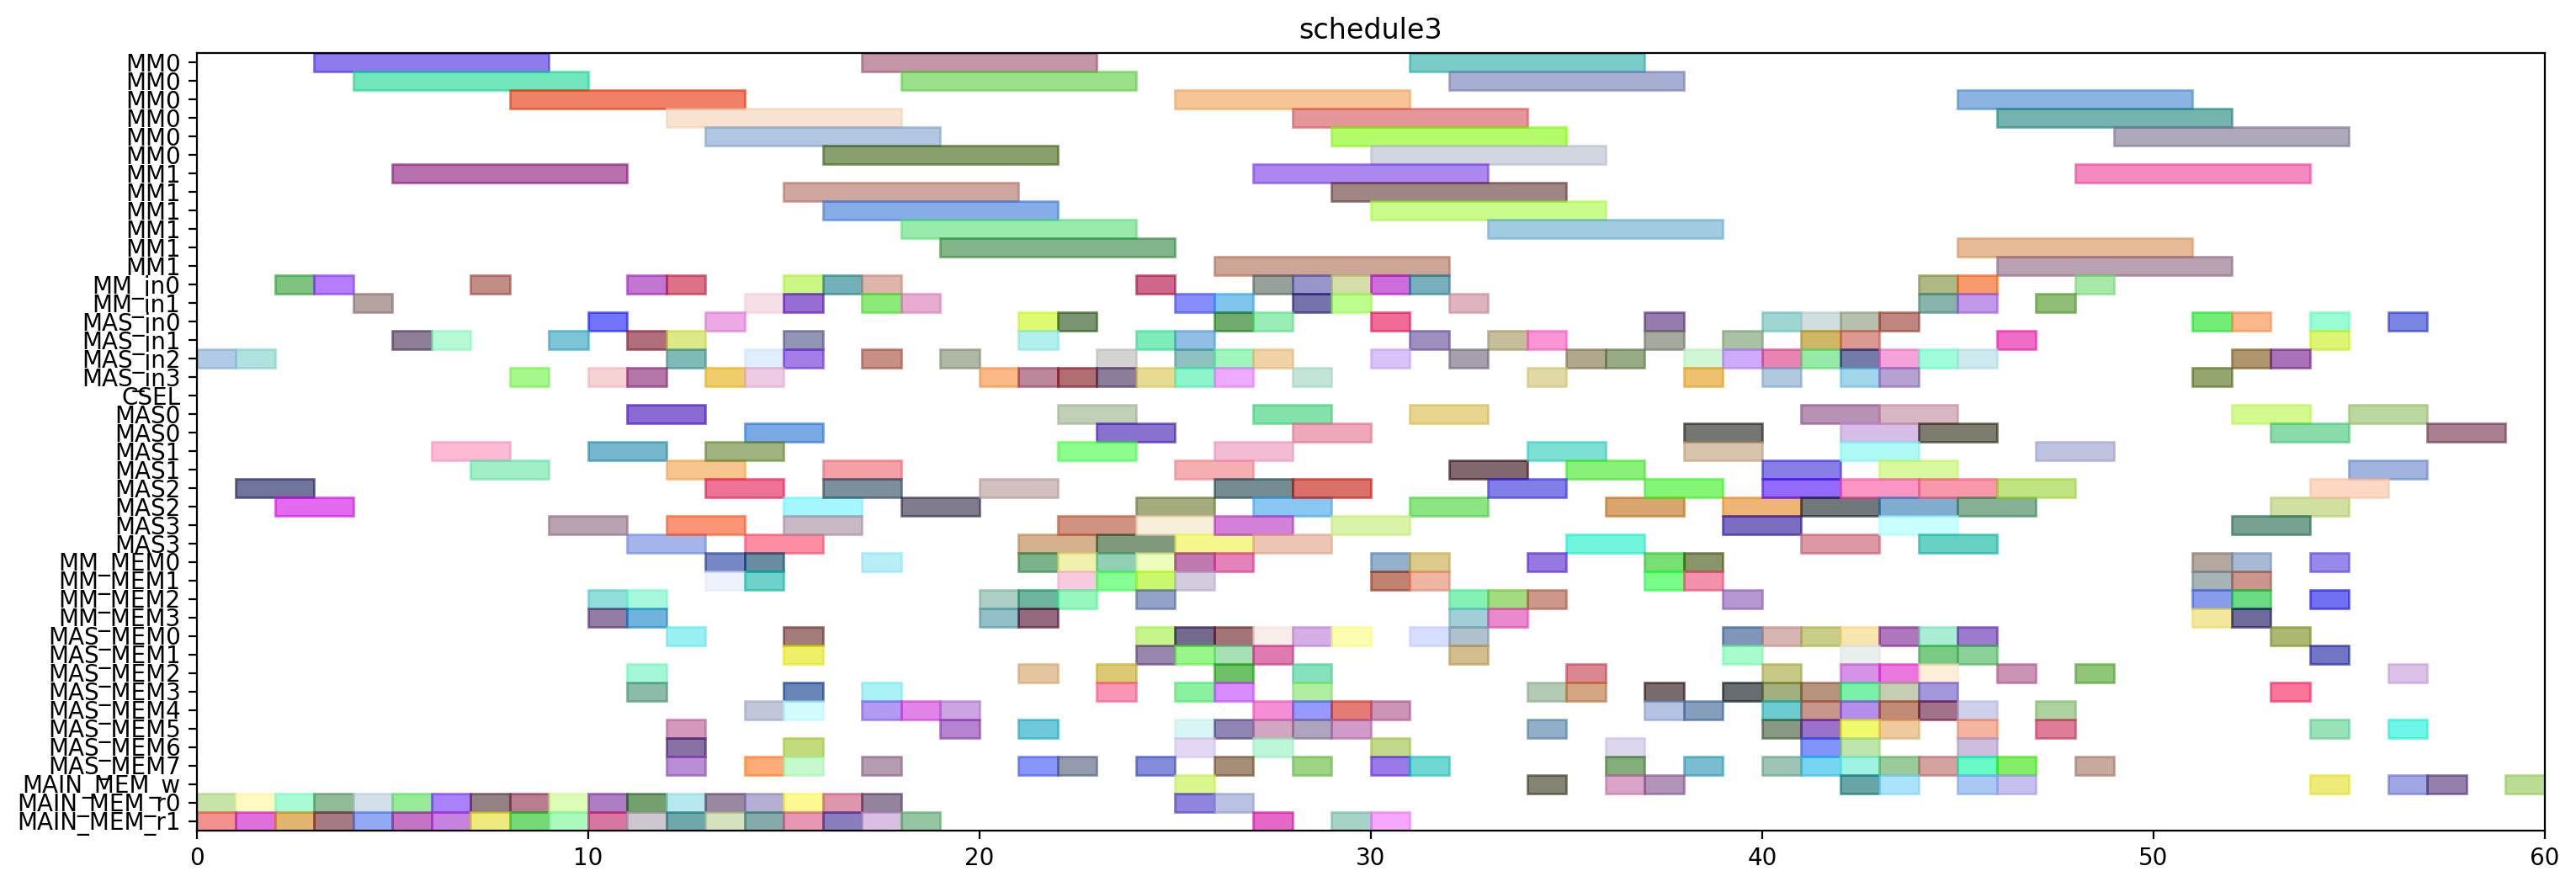 schedule3
MM0
MM0
MM0
MM0
MM0
MM0
MM1
MM1
MM1
MM1
MM1
MM1
MM_in0
MM_in1
MAS_in0
MAS_in1
MAS_in2
MAS_in3
CSEL
MAS0
MAS0
MAS1
MAS1
MAS2
MAS2
MAS3
MAS3
MM_MEM0
MM_MEM1
MM_MEM2
MM_MEM3
MAS_MEM0
MAS_MEM1
MAS_MEM2
MAS_MEM3
MAS_MEM4
MAS_MEM5
MAS_MEM6
MAS_MEM7
MAIN_MEM_w
MAIN_MEM_r0
MAIN_MEM_r1
0 10 20 30 40 50 60